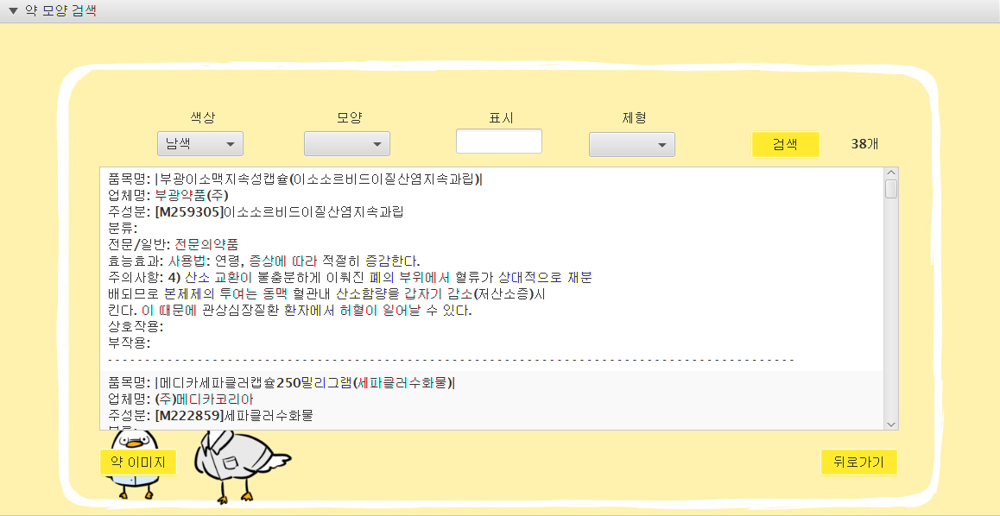 약 모양 검색
색상 모양 표시 제형
남색 검색 38개
품목명: |부광이소맥지속성캡슐(이소소르비드이질산염지속과립)|
업체명: 부광약품(주)
주성분: [M259305]이소소르비드이질산염지속과립
분류:
전문/일반: 전문의약품
효능효과: 사용법: 연령, 증상에 따라 적절히 증감한다.
주의사항: 4) 산소 교환이 불충분하게 이뤄진 폐의 부위에서 혈류가 상대적으로 재분
배되므로 본제제의 투여는 동맥 혈관내 산소함량을 갑자기 감소(저산소증)시
킨다. 이 때문에 관상심장질환 환자에서 허혈이 일어날 수 있다.
상호작용:
부작용:
- - - - - - - - - - - - - - - - - - - - - - - - - - - - - - - - - - - - - - - - - - - - - - - - - - - - - - - - - - - - - - - - - - - - - - - - - - - - - - - -
품목명: |메디카세파클러캡슐250밀리그램(세파클러수화물)|
업체명: (주)메디카코리아
주성분: [M222859]세파클러수화물
분류:
약 이미지 뒤로가기